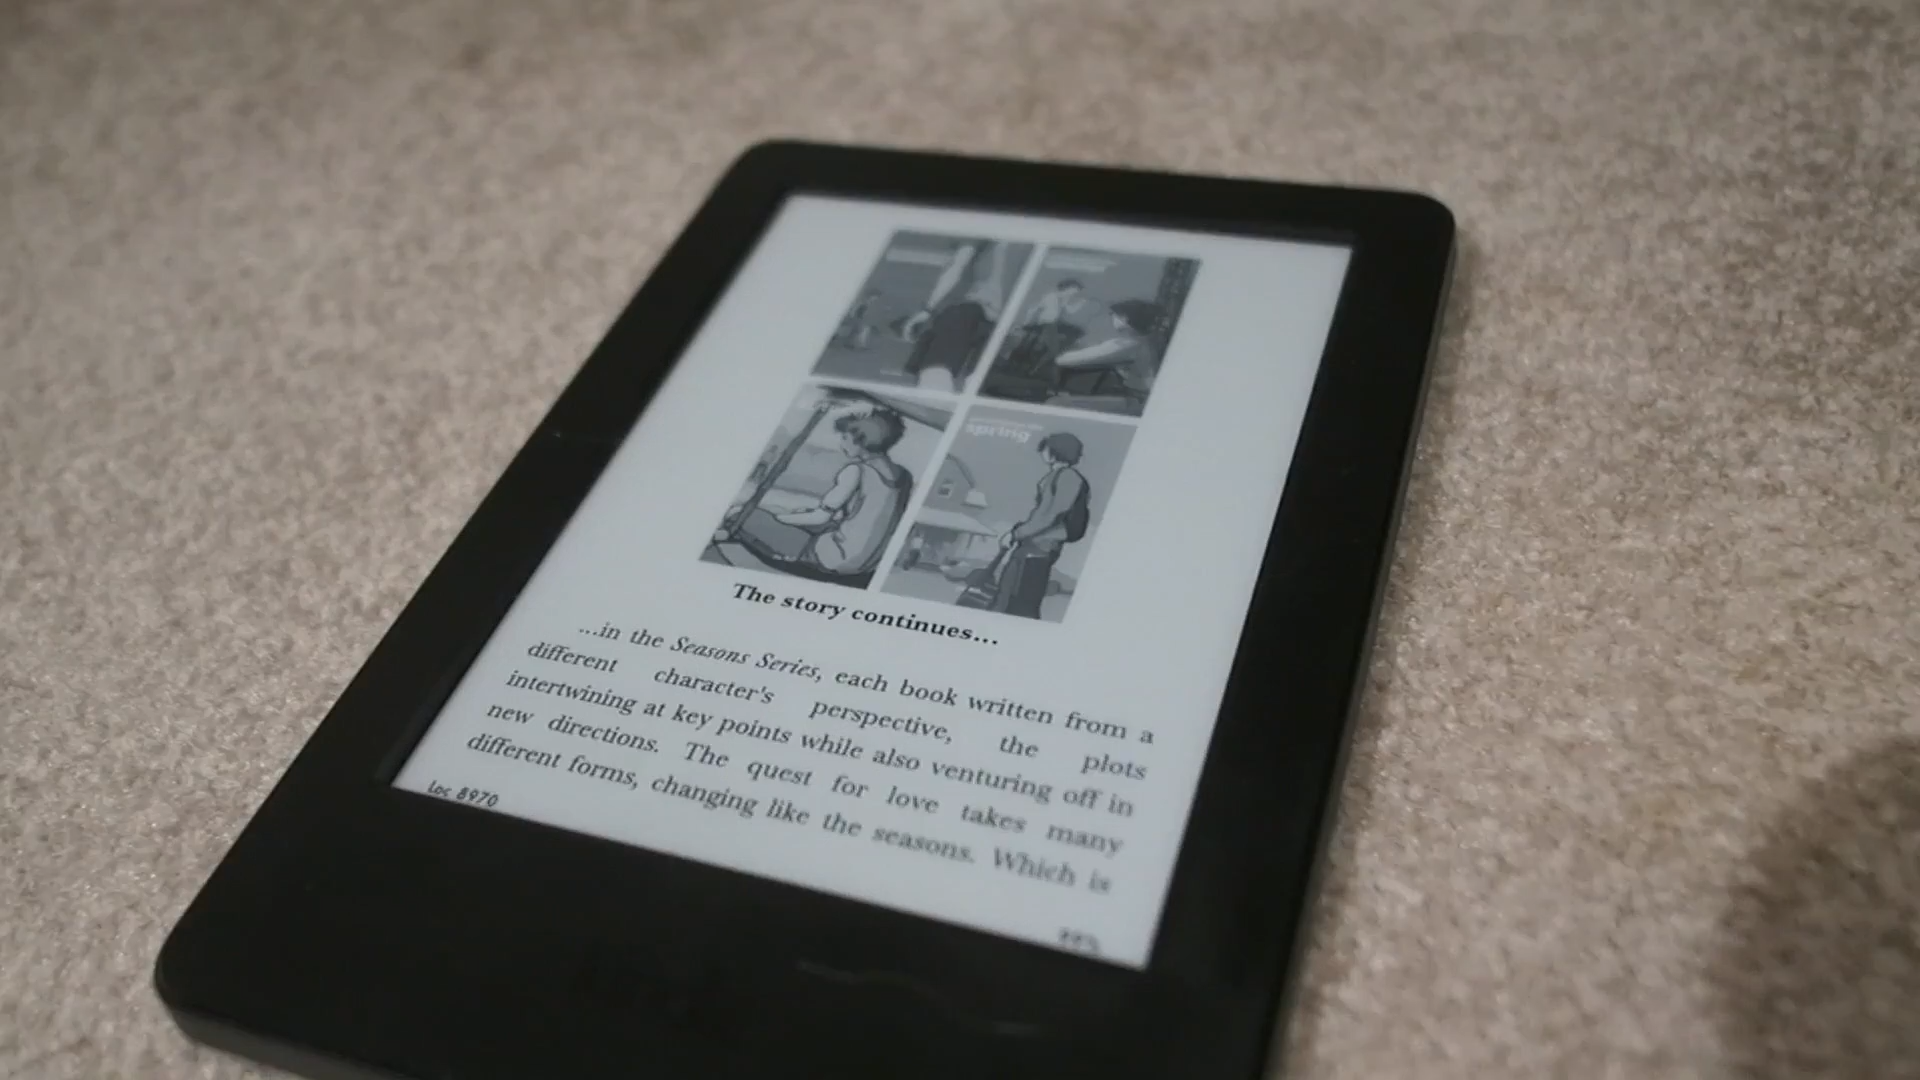 spring
The story continues...
...in the Seasons Series, each book written from a
different character's perspective, the plots
intertwining at key points while also venturing off in
new directions. The quest for love takes many
different forms, changing like the seasons. Which is
Loc 8970